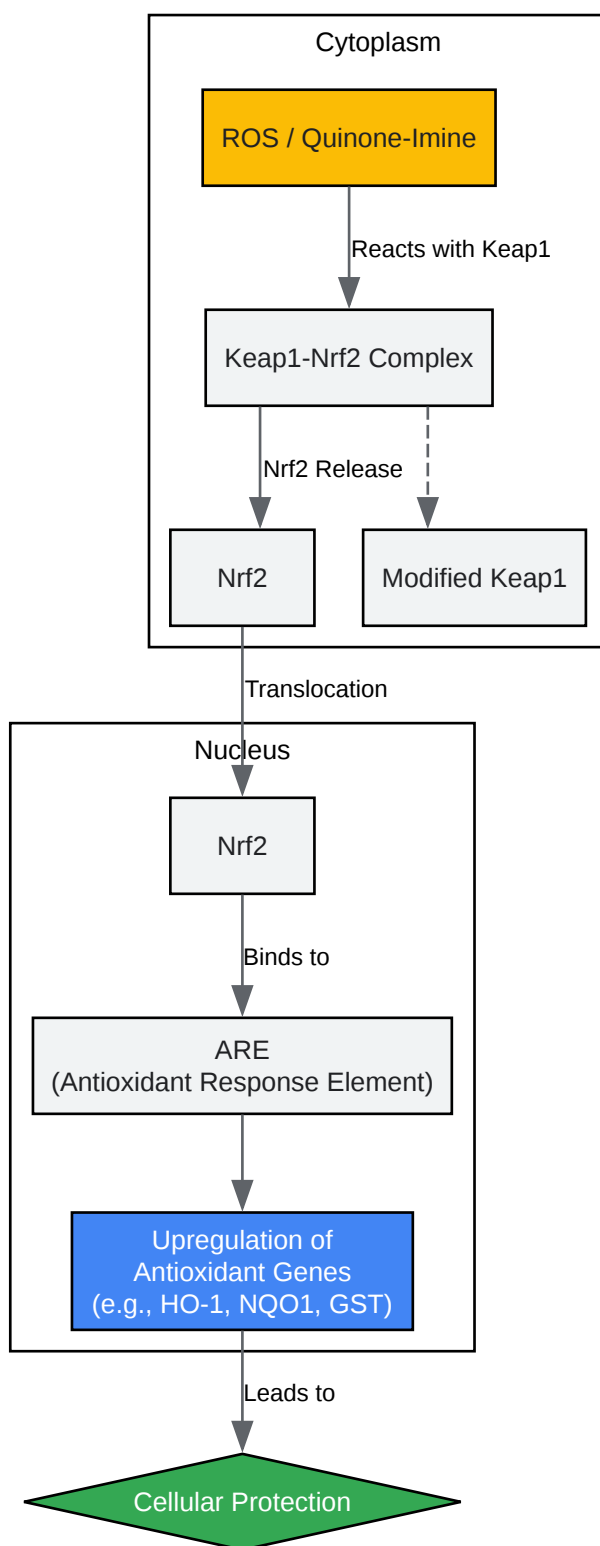 Cytoplasm
ROS / Quinone-Imine
Reacts with Keap1
Keap1-Nrf2 Complex
Nrf2 Release
Nrf2
Modified Keap1
Translocation
Nucleus
Nrf2
Binds to
ARE
(Antioxidant Response Element)
Upregulation of
Antioxidant Genes
(e.g., HO-1, NQO1, GST)
Leads to
Cellular Protection